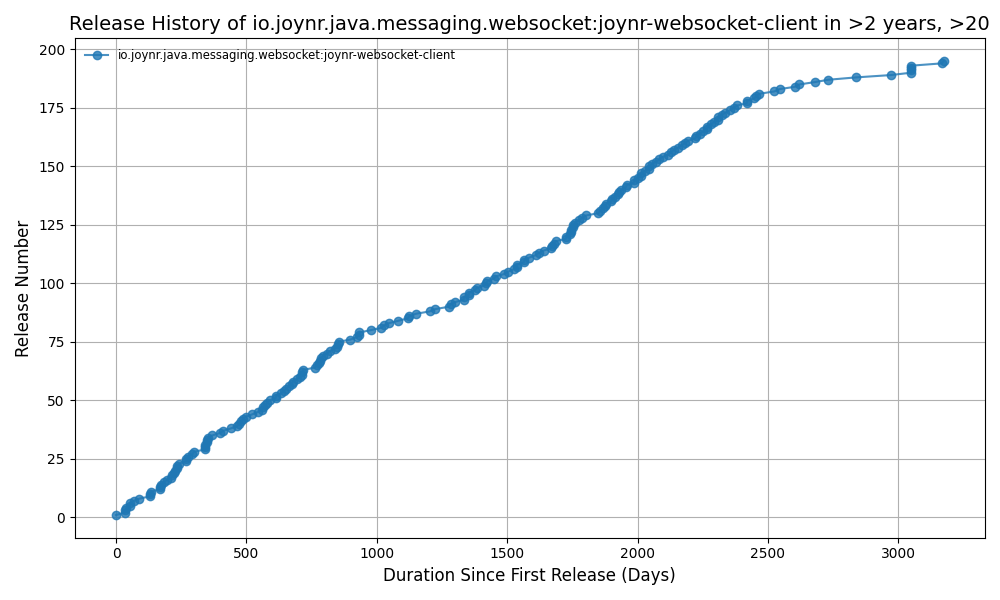 Release History of io.joynr.java.messaging.websocket:joynr-websocket-client in >2 years, >20
io.joynr.java.messaging.websocket:joynr-websocket-client
200
175
150
125
100
75
50
25
0
Release Number
0 500 1000 1500 2000 2500 3000
Duration Since First Release (Days)